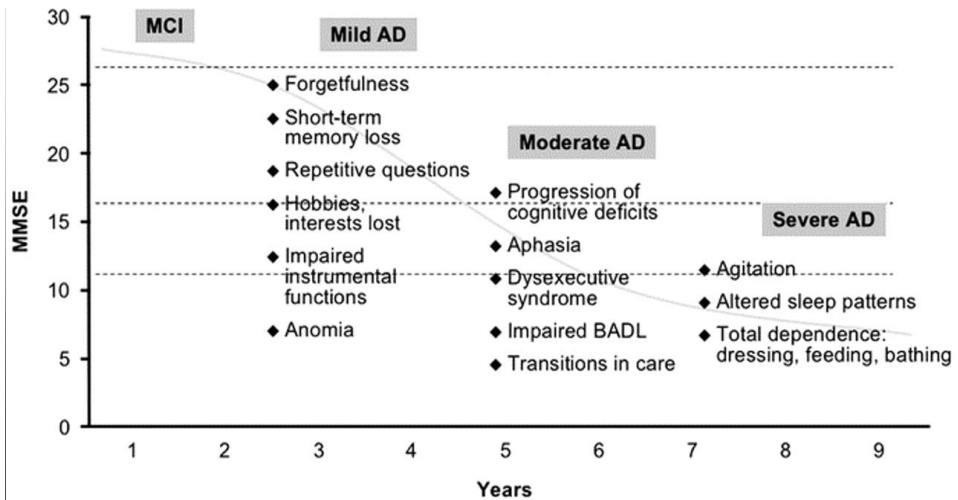 30
25
20
15
10
5
0
MMSE
MCI
Mild AD
Forgetfulness
Short-term
memory loss
Repetitive questions
Hobbies,
interests lost
Impaired
instrumental
functions
Anomia
Moderate AD
Progression of
cognitive deficits
Aphasia
Dysexecutive
syndrome
Impaired BADL
Transitions in care
Severe AD
Agitation
Altered sleep patterns
Total dependence:
dressing, feeding, bathing
1 2 3 4 5 6 7 8 9
Years